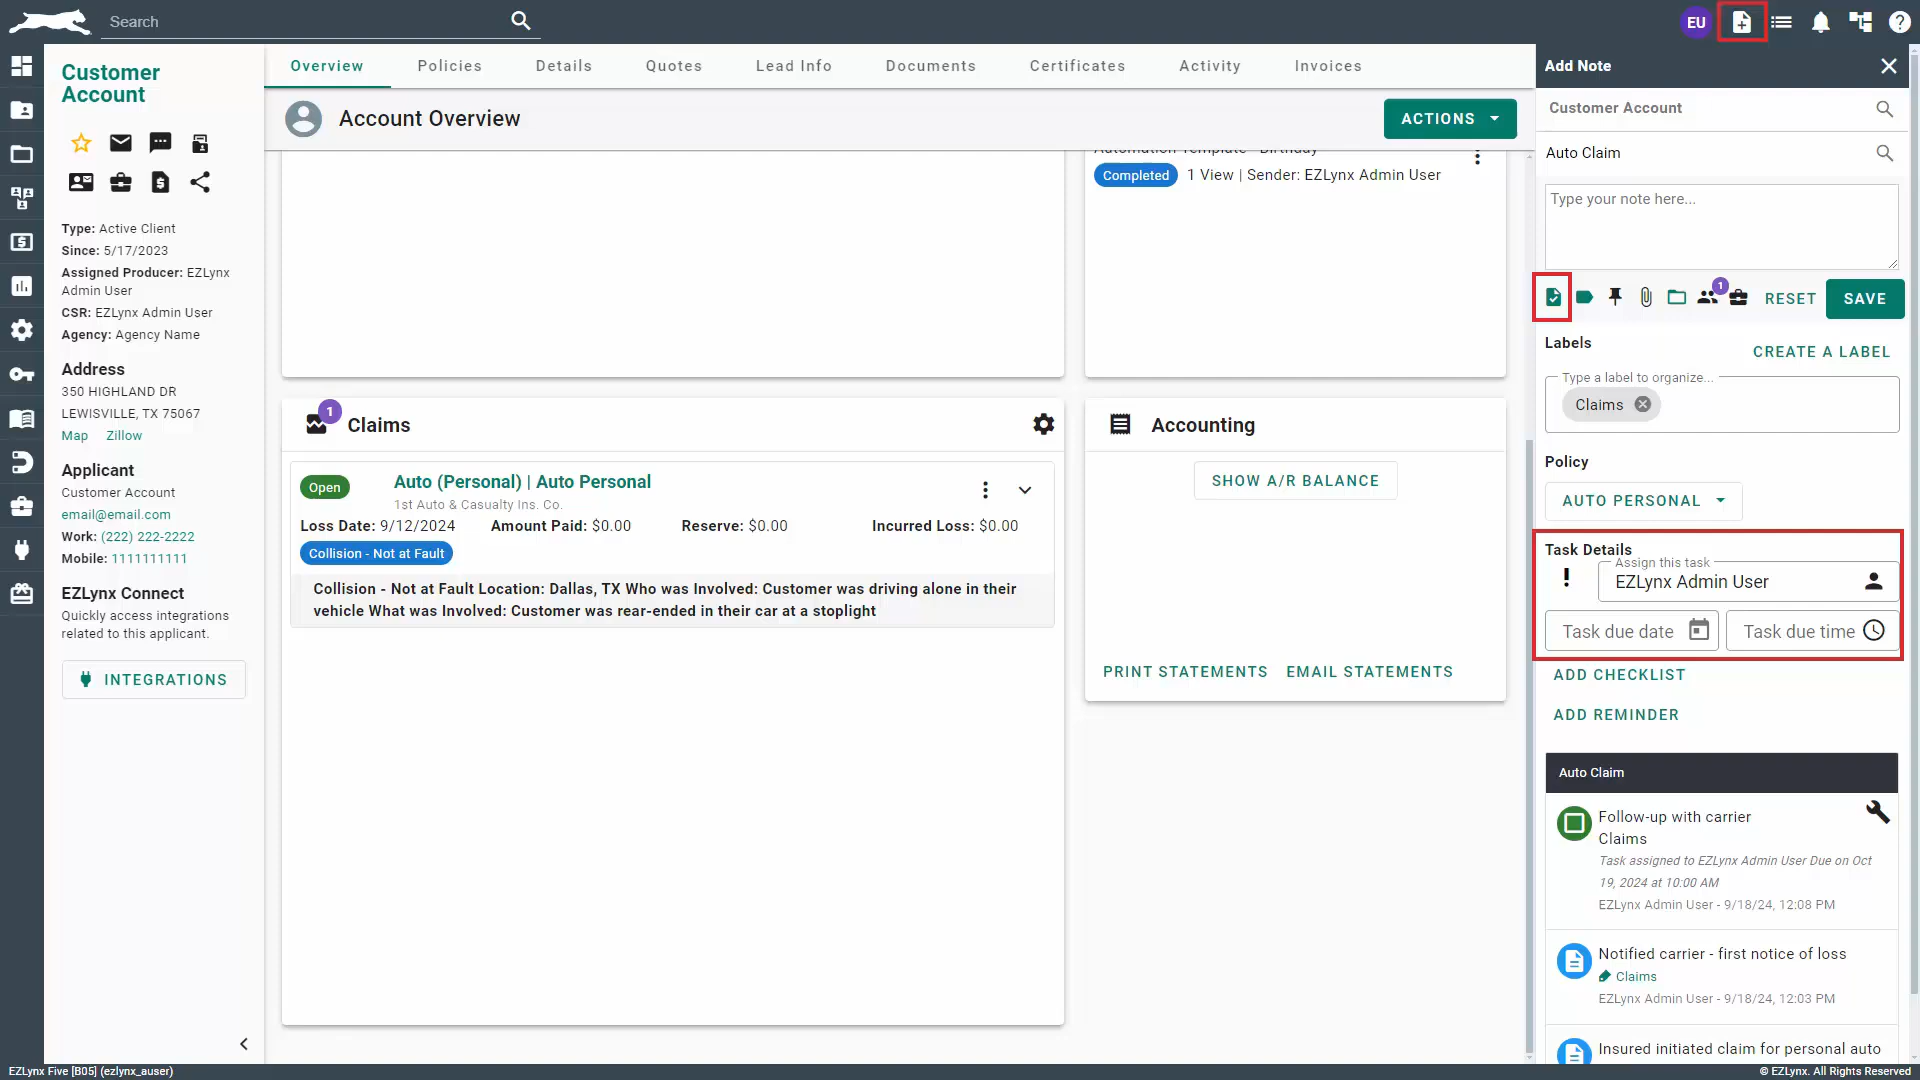 Search
EU
Customer
Account
Type: Active Client
Since: 5/17/2023
Assigned Producer: EZLynx
Admin User
CSR: EZLynx Admin User
Agency: Agency Name
Address
350 HIGHLAND DR
LEWISVILLE, TX 75067
Map Zillow
Applicant
Customer Account
email@email.com
Work: (222) 222-2222
Mobile: 1111111111
EZLynx Connect
Quickly access integrations
related to this applicant.
INTEGRATIONS
Overview Policies Details Quotes Lead Info Documents Certificates Activity Invoices
Account Overview
ACTIONS
Automation Template - Birthday
Completed 1 View | Sender: EZLynx Admin User
1
Claims
Open
Auto (Personal) | Auto Personal
1st Auto & Casualty Ins. Co.
Loss Date: 9/12/2024 Amount Paid: $0.00 Reserve: $0.00 Incurred Loss: $0.00
Collision - Not at Fault
Collision - Not at Fault Location: Dallas, TX Who was Involved: Customer was driving alone in their
vehicle What was Involved: Customer was rear-ended in their car at a stoplight
Accounting
SHOW A/R BALANCE
PRINT STATEMENTS EMAIL STATEMENTS
Add Note
Customer Account
Auto Claim
Type your note here...
1
RESET SAVE
Labels
CREATE A LABEL
Type a label to organize...
Claims
Policy
AUTO PERSONAL
Task Details
Assign this task
EZLynx Admin User
Task due date Task due time
ADD CHECKLIST
ADD REMINDER
Auto Claim
Follow-up with carrier
Claims
Task assigned to EZLynx Admin User Due on Oct
19, 2024 at 10:00 AM
EZLynx Admin User - 9/18/24, 12:08 PM
Notified carrier - first notice of loss
Claims
EZLynx Admin User - 9/18/24, 12:03 PM
Insured initiated claim for personal auto
EZLynx Five [B05] (ezlynx_auser)
© EZLynx. All Rights Reserved